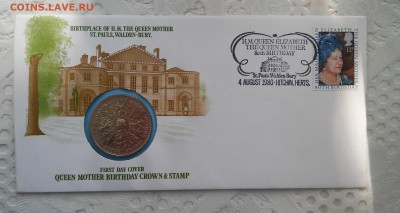 COINS.LAVE.RU
BIRTHPLACE OF H.M. THE QUEEN MOTHER
ST. PAULS, WALDEN-BURY.
H.M. QUEEN ELIZABETH
THE QUEEN MOTHER
80th BIRTHDAY
St. Pauls Walden Bury
4 AUGUST 1980 - HITCHIN, HERTS.
FIRST DAY COVER
QUEEN MOTHER BIRTHDAY CROWN & STAMP